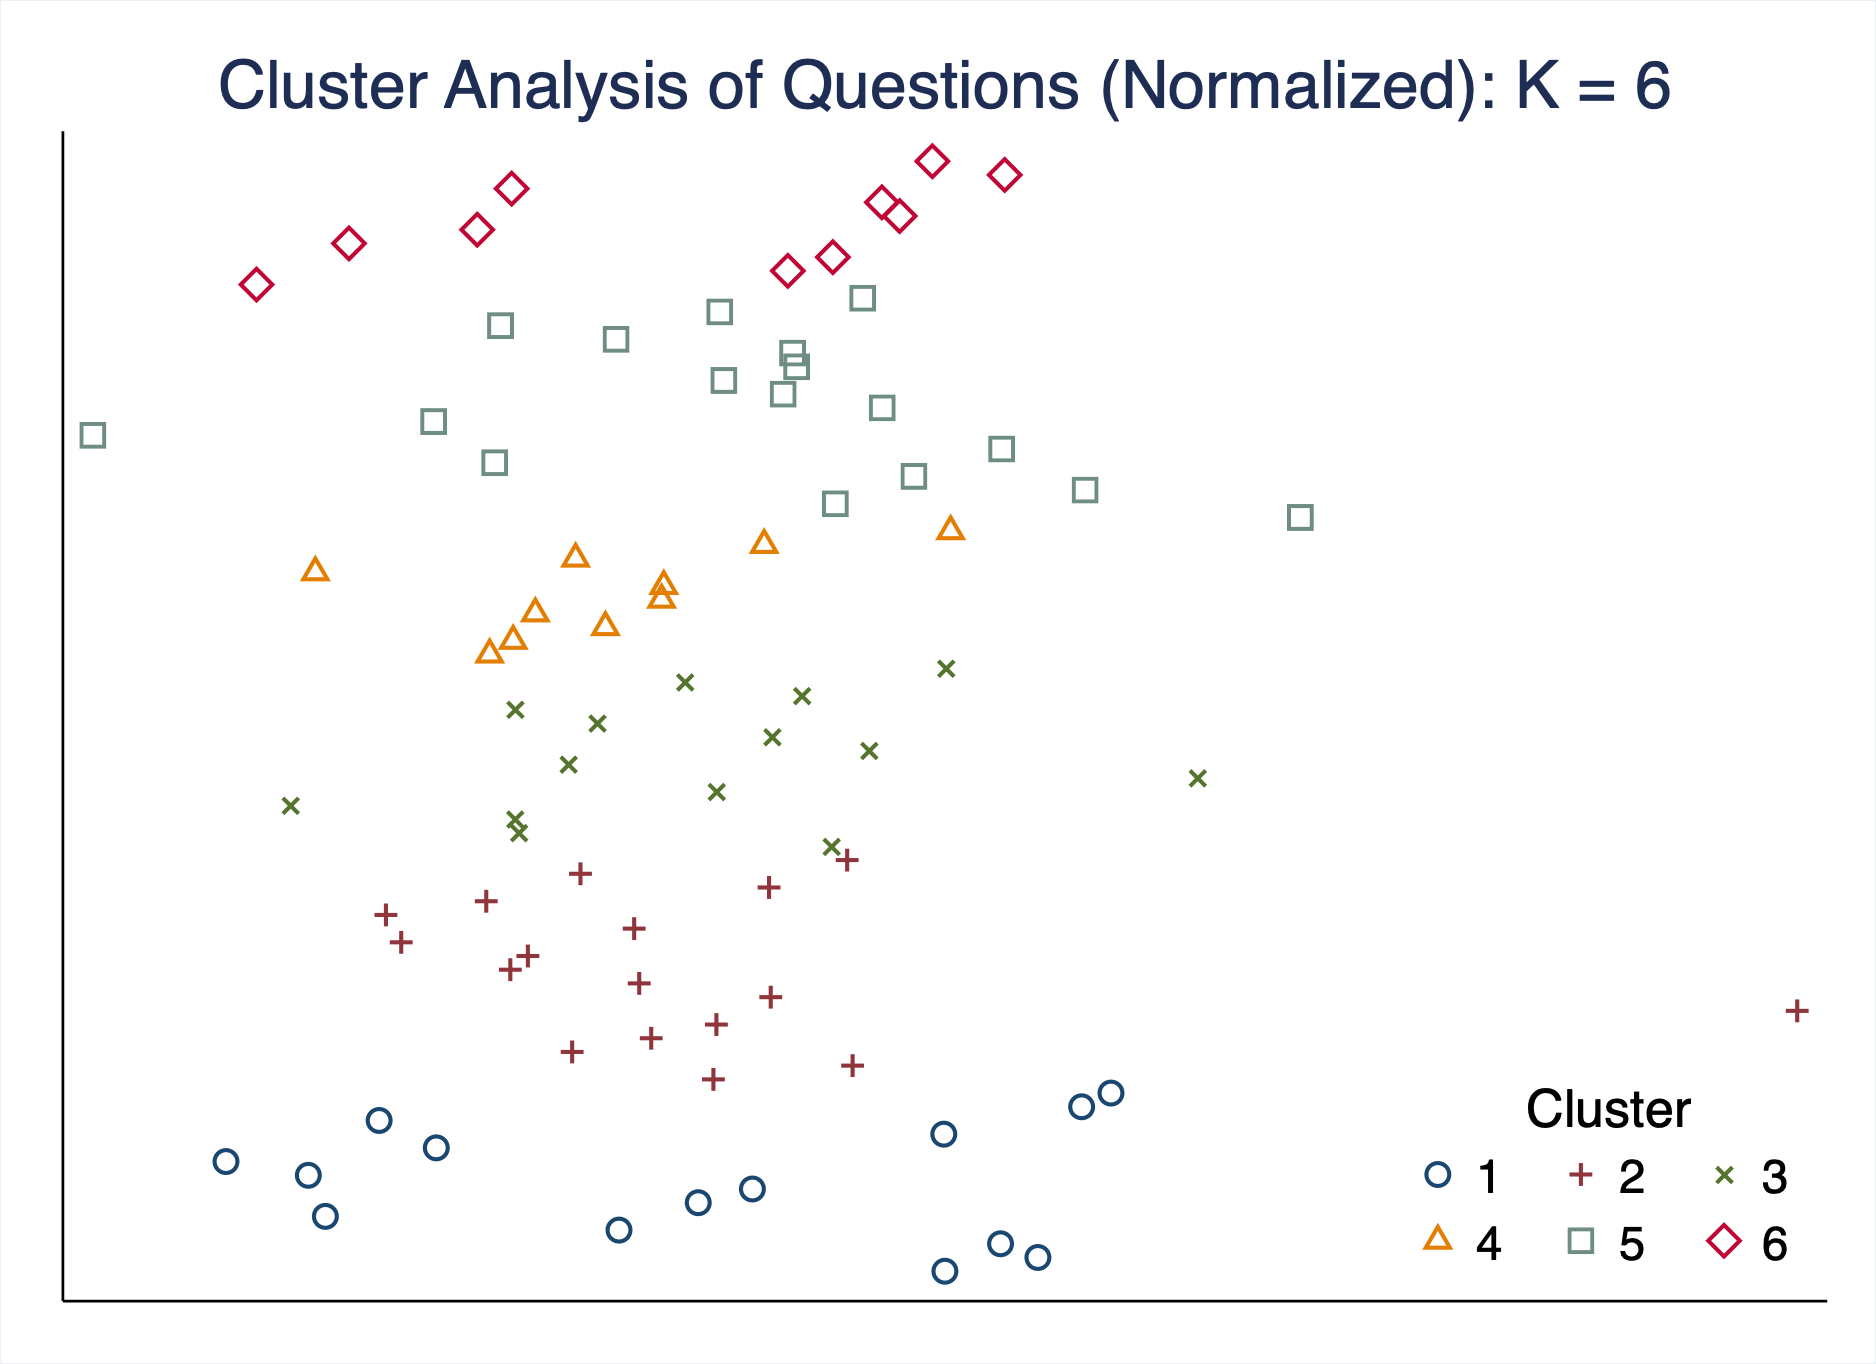 Cluster Analysis of Questions (Normalized): K = 6
Cluster
1 2 3
4 5 6